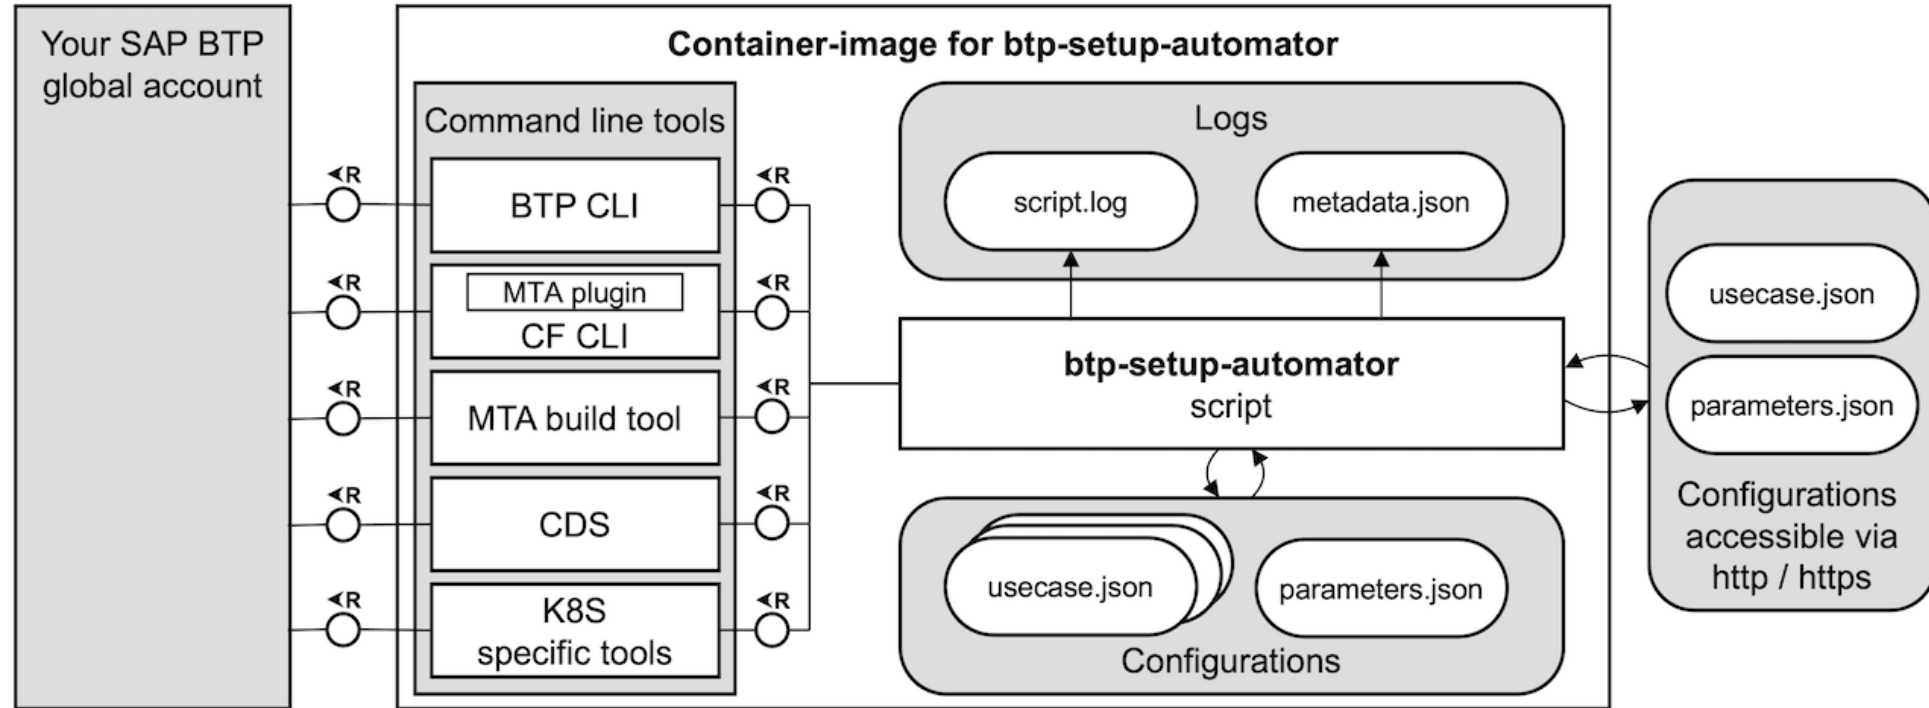 Your SAP BTP
global account
Container-image for btp-setup-automator
Command line tools
R
BTP CLI
R
R
MTA plugin
CF CLI
R
R
MTA build tool
R
R
CDS
R
R
K8S
specific tools
R
Logs
script.log
metadata.json
btp-setup-automator
script
usecase.json
parameters.json
Configurations
usecase.json
parameters.json
Configurations
accessible via
http / https